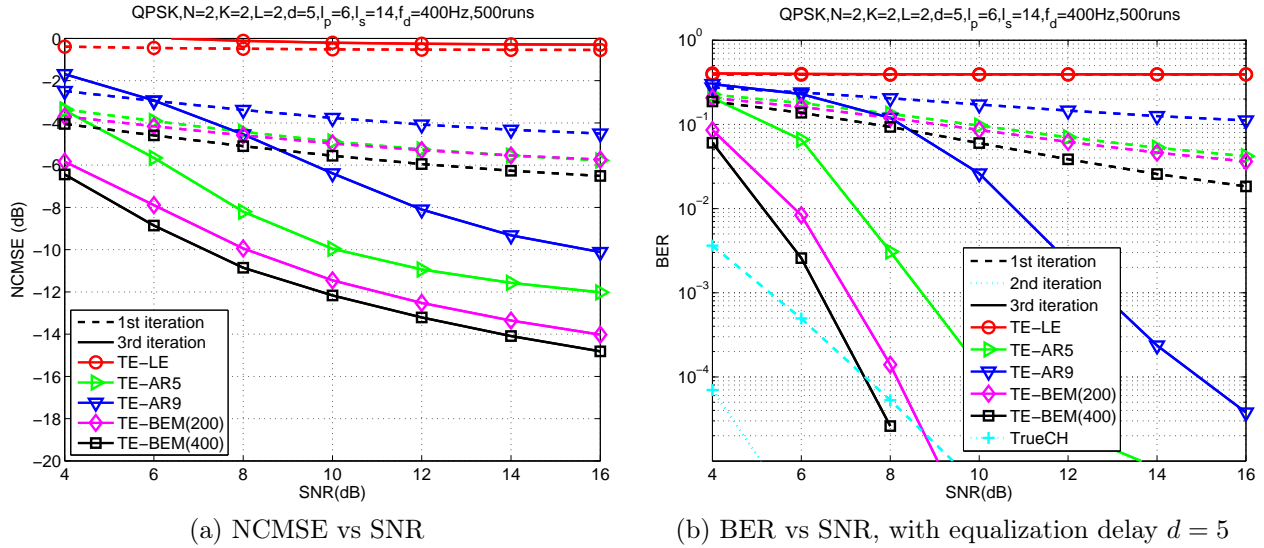 QPSK,N=2,K=2,L=2,d=5,l_p=6,l_s=14,f_d=400Hz,500runs
NCMSE (dB)
0
−2
−4
−6
−8
−10
−12
−14
−16
−18
−20
1st iteration
3rd iteration
TE−LE
TE−AR5
TE−AR9
TE−BEM(200)
TE−BEM(400)
4 6 8 10 12 14 16
SNR(dB)
(a) NCMSE vs SNR
QPSK,N=2,K=2,L=2,d=5,l_p=6,l_s=14,f_d=400Hz,500runs
BER
10^0
10^−1
10^−2
10^−3
10^−4
1st iteration
2nd iteration
3rd iteration
TE−LE
TE−AR5
TE−AR9
TE−BEM(200)
TE−BEM(400)
TrueCH
4 6 8 10 12 14 16
SNR(dB)
(b) BER vs SNR, with equalization delay d = 5